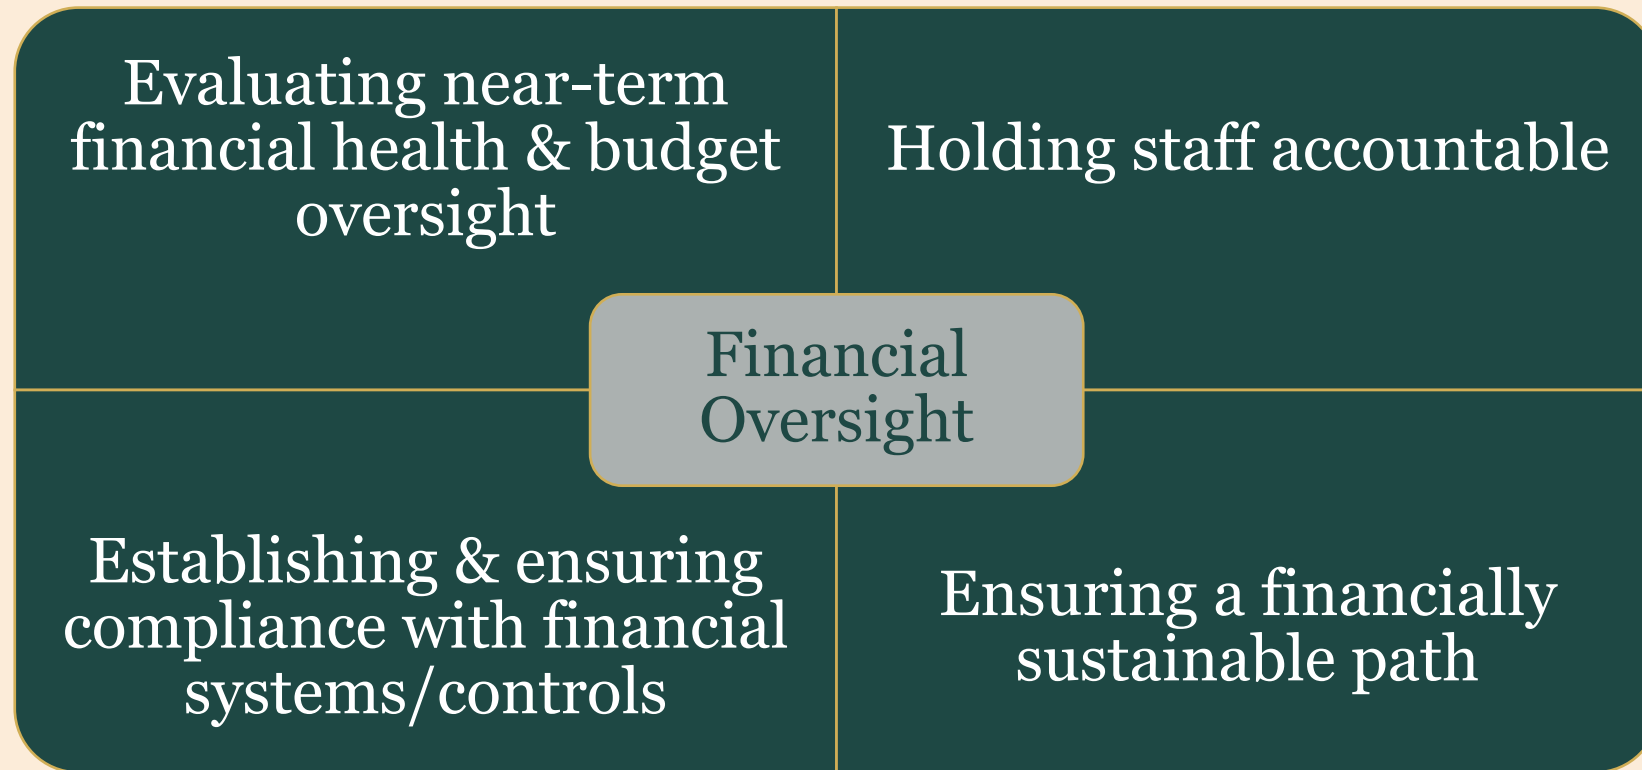 Evaluating near-term
financial health & budget
oversight
Holding staff accountable
Financial
Oversight
Establishing & ensuring
compliance with financial
systems/controls
Ensuring a financially
sustainable path